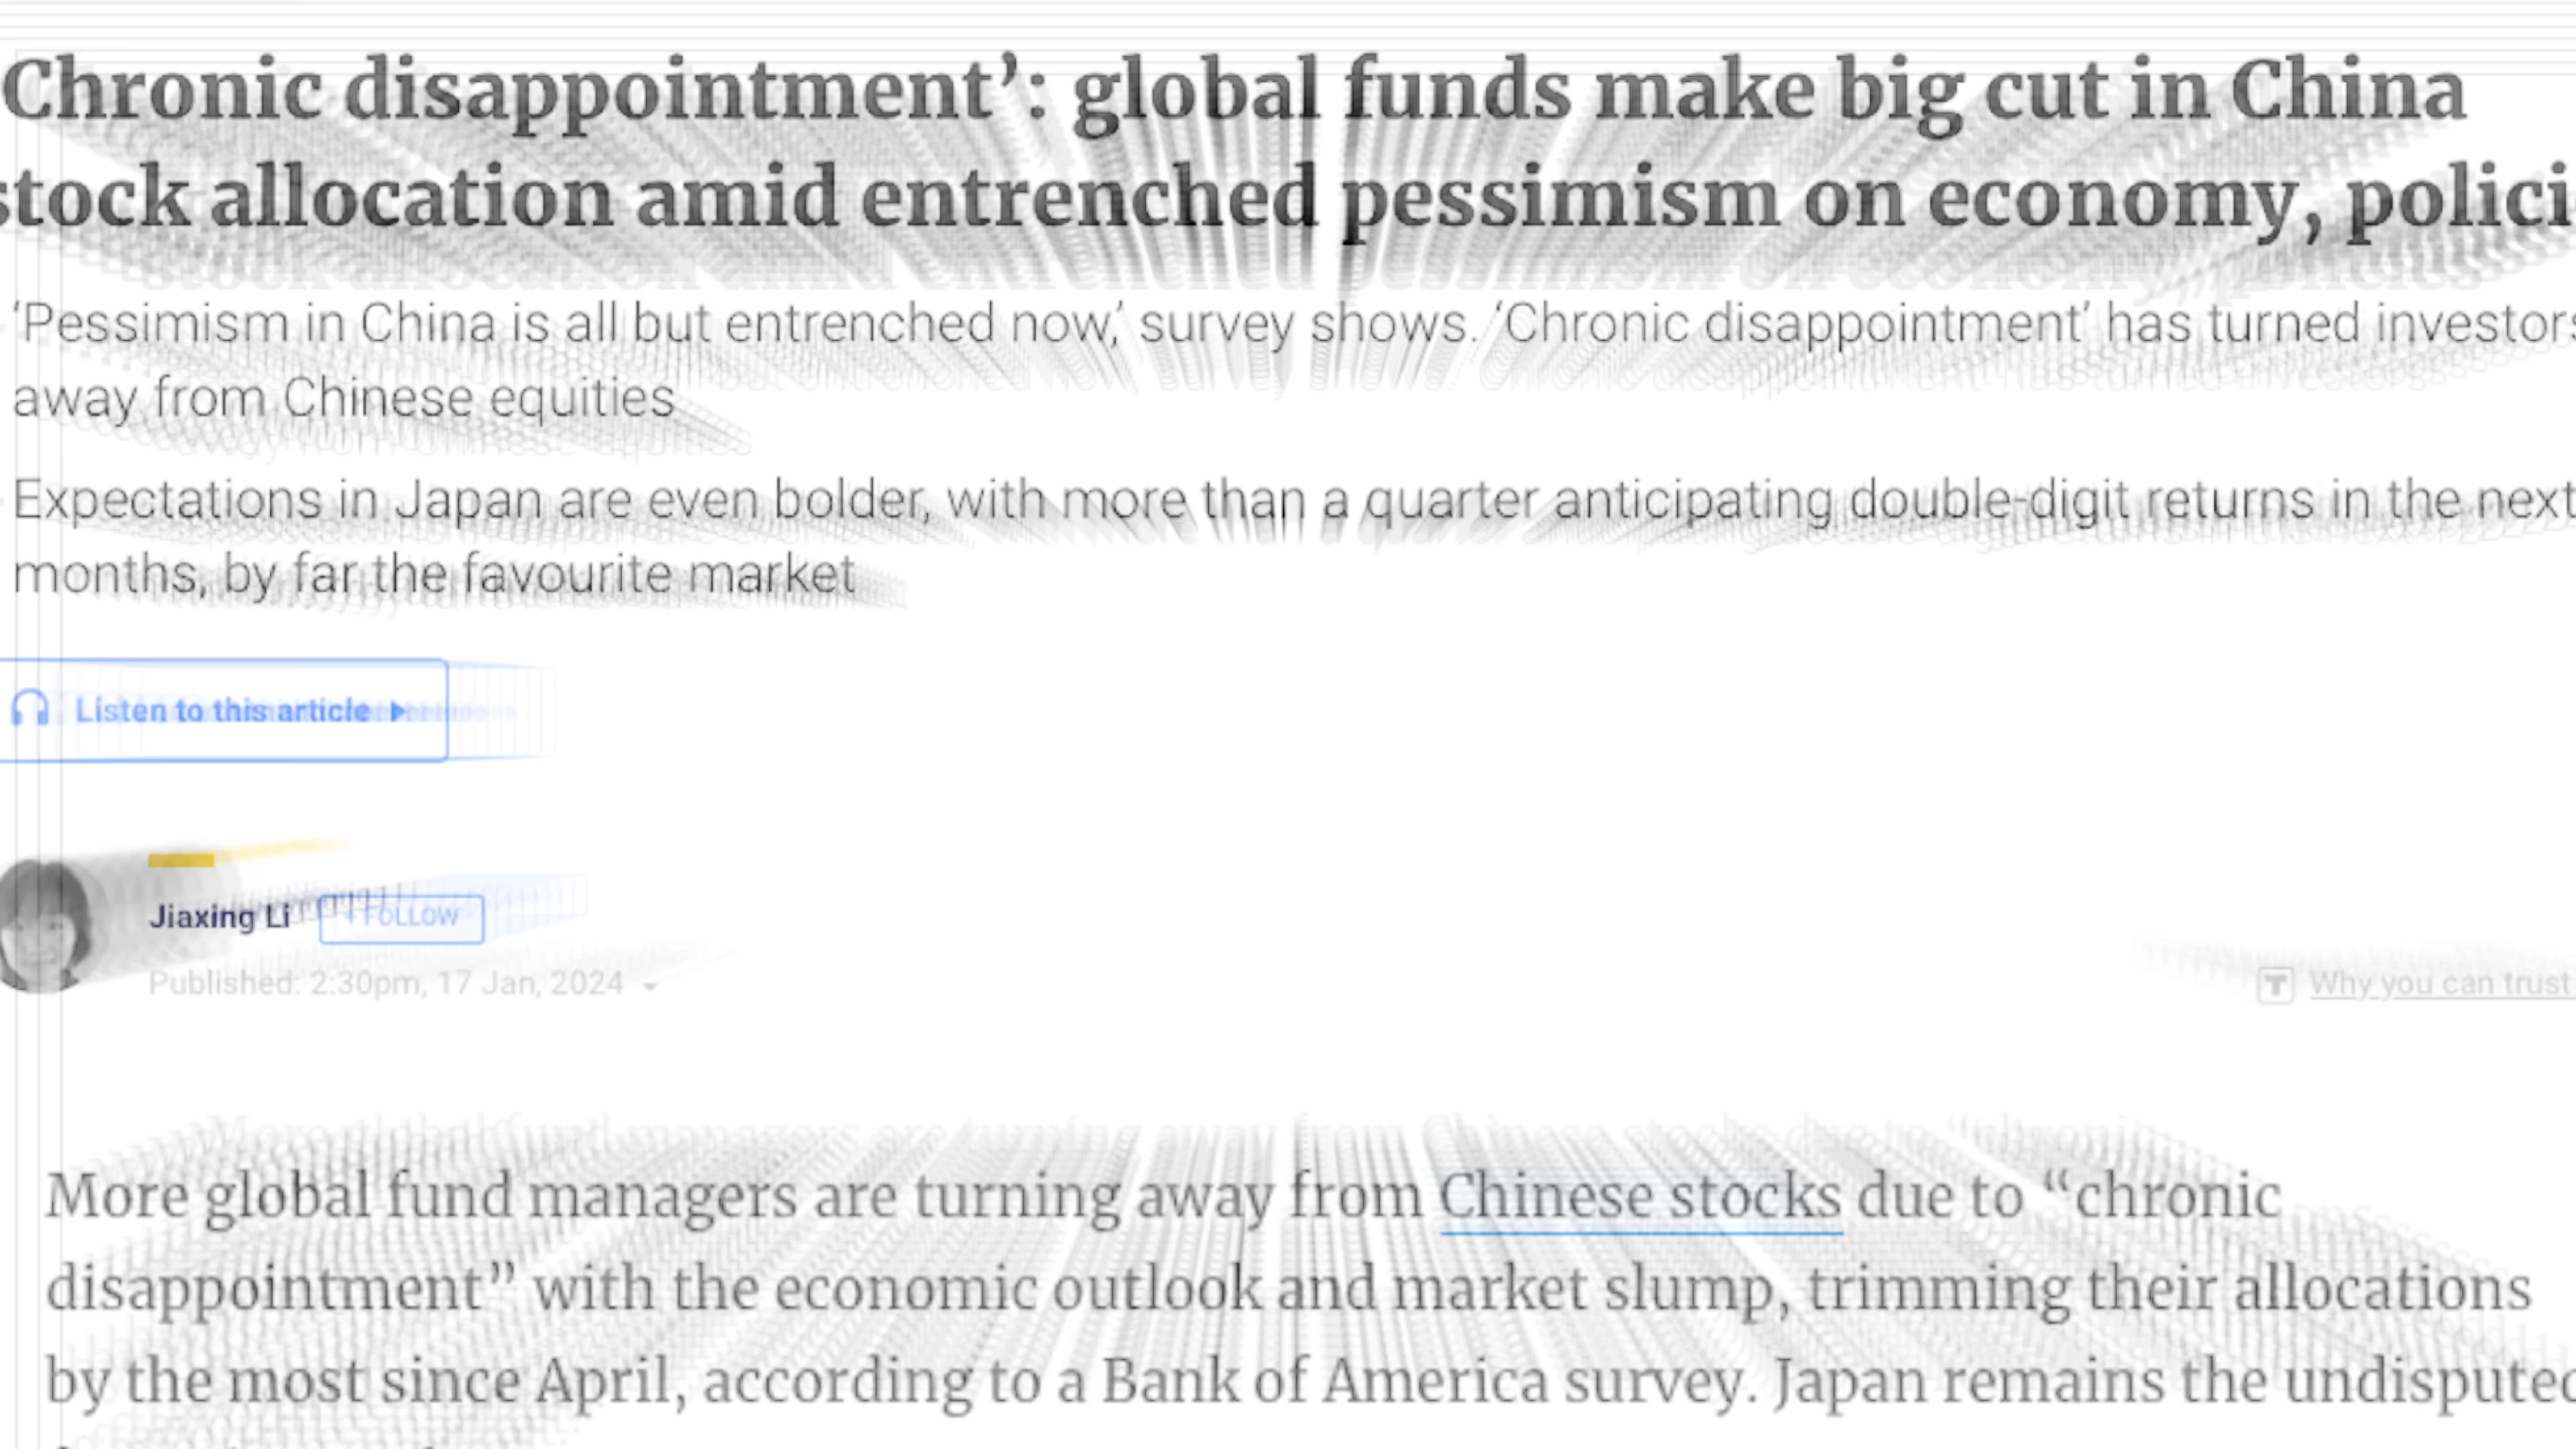 Chronic disappointment’: global funds make big cut in China
stock allocation amid entrenched pessimism on economy, polici
‘Pessimism in China is all but entrenched now,’ survey shows. ‘Chronic disappointment’ has turned investors
away from Chinese equities
Expectations in Japan are even bolder, with more than a quarter anticipating double-digit returns in the next
months, by far the favourite market
Listen to this article
Jiaxing Li + FOLLOW
Published: 2:30pm, 17 Jan, 2024
Why you can trust
More global fund managers are turning away from Chinese stocks due to “chronic
disappointment” with the economic outlook and market slump, trimming their allocations
by the most since April, according to a Bank of America survey. Japan remains the undisputed